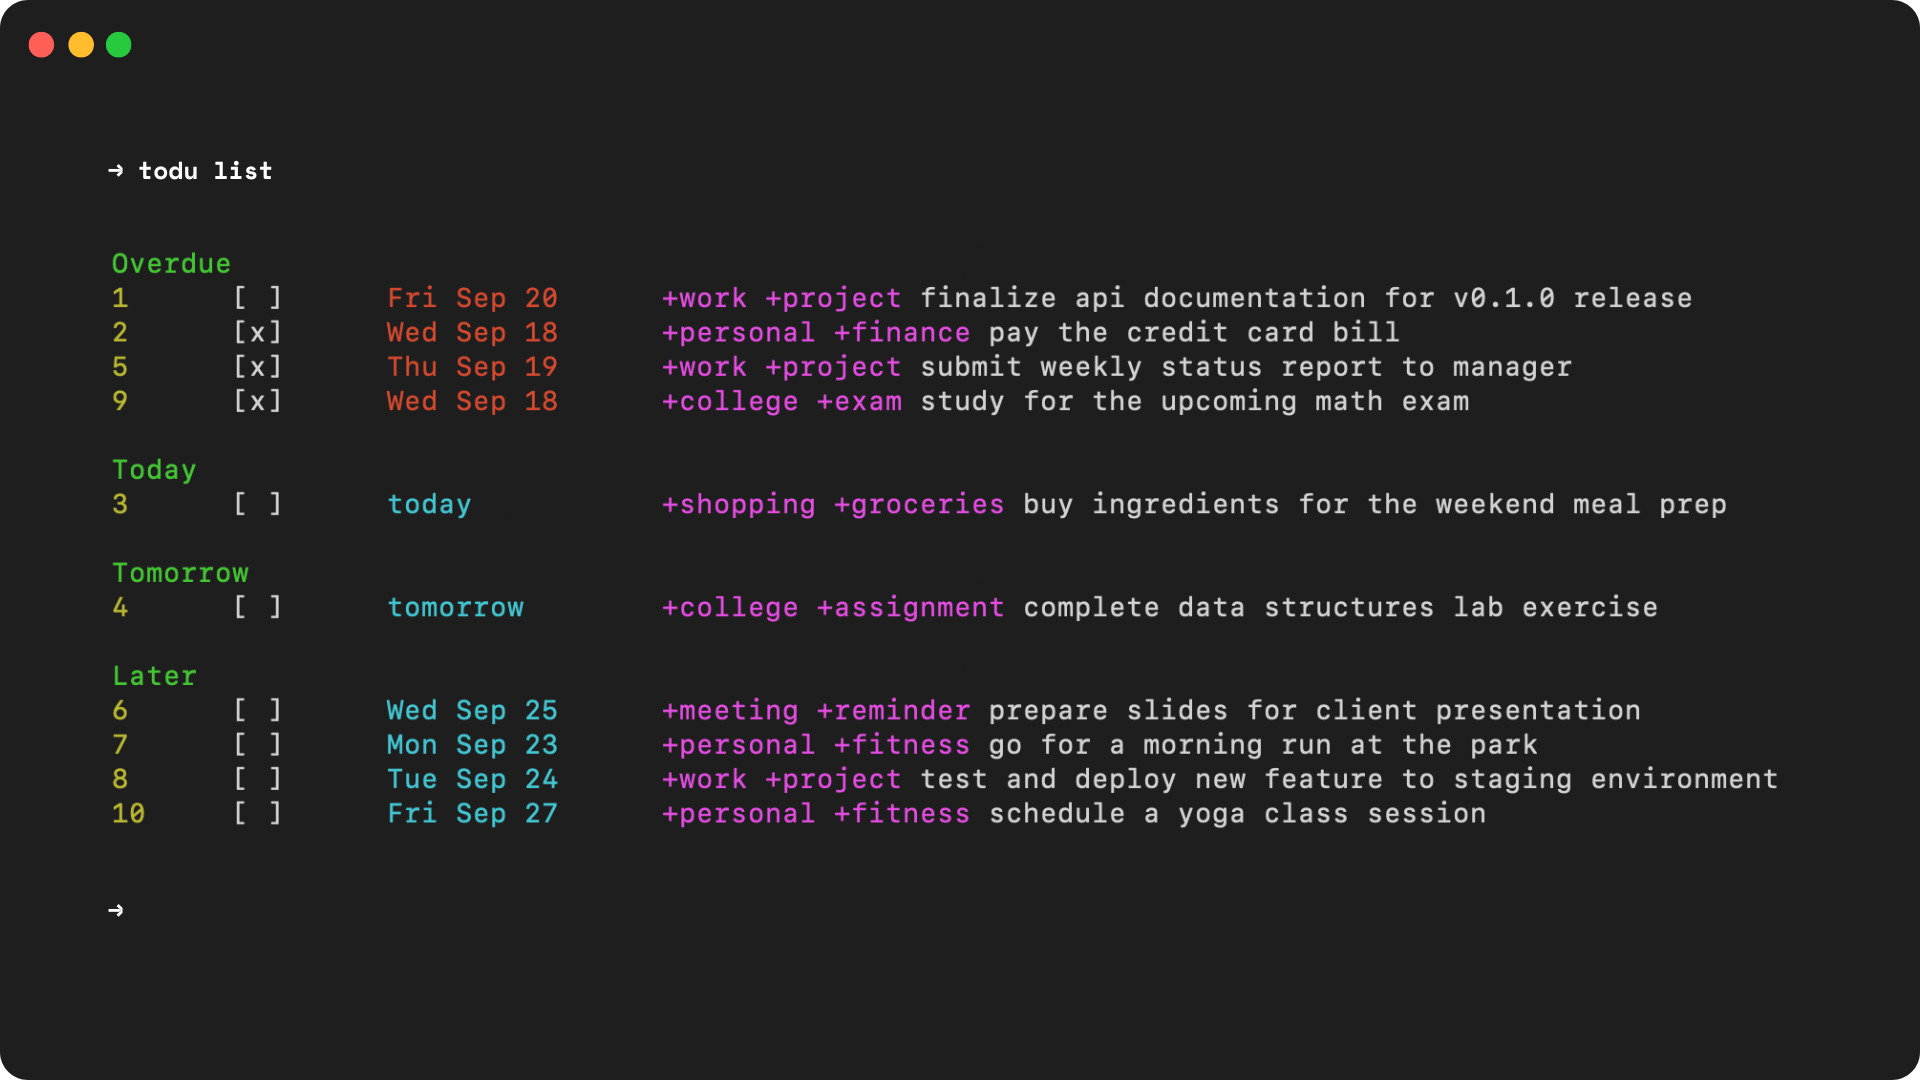 → todu list
Overdue
1 [ ] Fri Sep 20 +work +project finalize api documentation for v0.1.0 release
2 [x] Wed Sep 18 +personal +finance pay the credit card bill
5 [x] Thu Sep 19 +work +project submit weekly status report to manager
9 [x] Wed Sep 18 +college +exam study for the upcoming math exam
Today
3 [ ] today +shopping +groceries buy ingredients for the weekend meal prep
Tomorrow
4 [ ] tomorrow +college +assignment complete data structures lab exercise
Later
6 [ ] Wed Sep 25 +meeting +reminder prepare slides for client presentation
7 [ ] Mon Sep 23 +personal +fitness go for a morning run at the park
8 [ ] Tue Sep 24 +work +project test and deploy new feature to staging environment
10 [ ] Fri Sep 27 +personal +fitness schedule a yoga class session
→